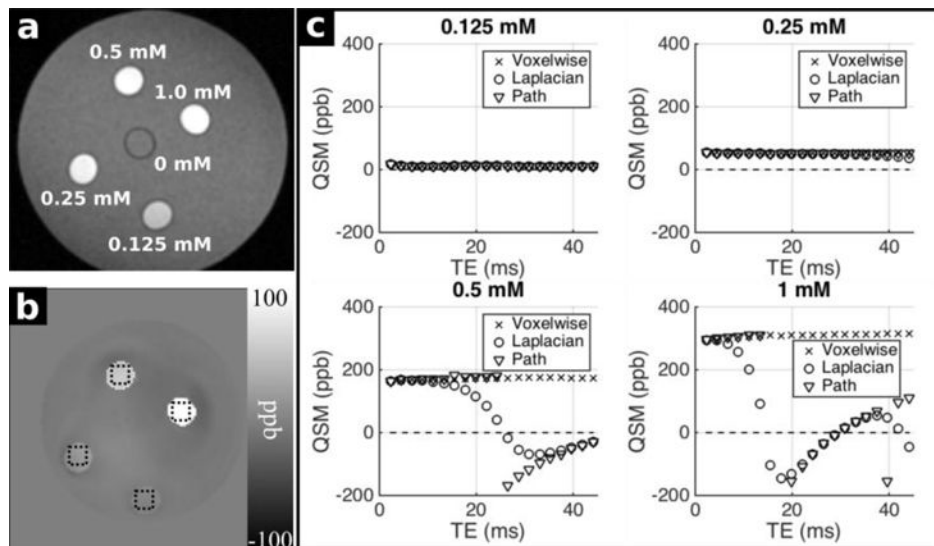 a
0.5 mM
1.0 mM
0 mM
0.25 mM
0.125 mM
b
100
ppb
-100
c
0.125 mM
400
200
0
-200
QSM (ppb)
× Voxelwise
○ Laplacian
▽ Path
0 20 40
TE (ms)
0.25 mM
400
200
0
-200
QSM (ppb)
× Voxelwise
○ Laplacian
▽ Path
0 20 40
TE (ms)
0.5 mM
400
200
0
-200
QSM (ppb)
× Voxelwise
○ Laplacian
▽ Path
0 20 40
TE (ms)
1 mM
400
200
0
-200
QSM (ppb)
× Voxelwise
○ Laplacian
▽ Path
0 20 40
TE (ms)